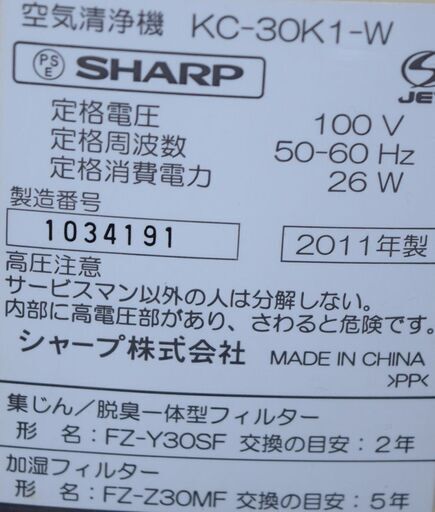 空気清浄機 KC-30K1-W
PS
E
SHARP
JET
定格電圧 100 V
定格周波数 50-60 Hz
定格消費電力 26 W
製造番号
1034191 2011年製
高圧注意
サービスマン以外の人は分解しない。
内部に高電圧部があり、さわると危険です。
シャープ株式会社 MADE IN CHINA
>PP<
集じん／脱臭一体型フィルター
形 名：FZ-Y30SF 交換の目安：2年
加湿フィルター
形 名：FZ-Z30MF 交換の目安：5年